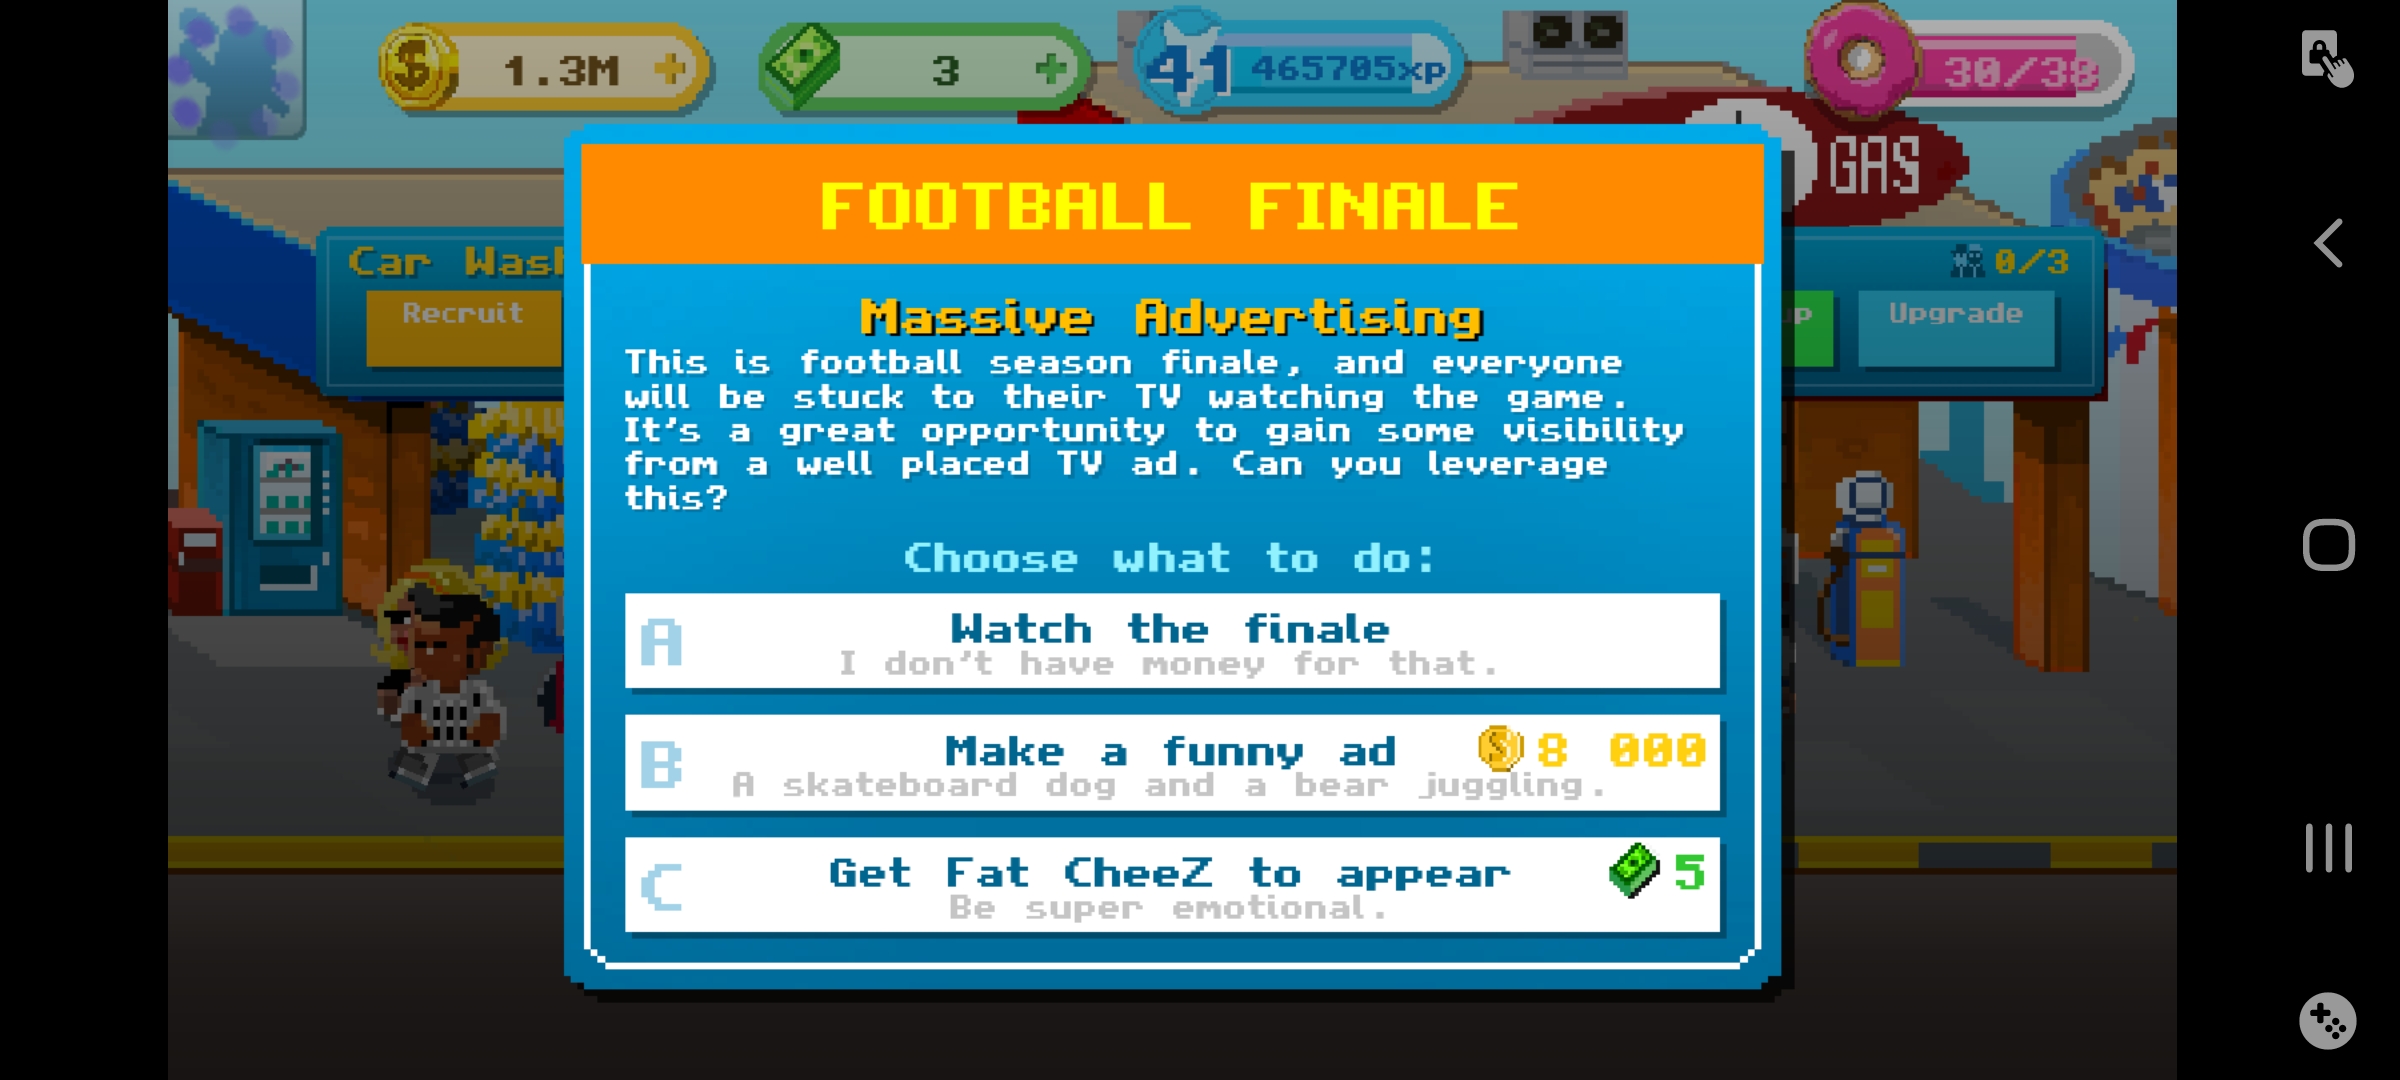 1.3M
3
41
465705xp
30/38
GAS
FOOTBALL FINALE
Car Wash
0/3
Recruit
Upgrade
Massive Advertising
This is football season finale, and everyone
will be stuck to their TV watching the game.
It's a great opportunity to gain some visibility
from a well placed TV ad. Can you leverage
this?
Choose what to do:
A
Watch the finale
I don't have money for that.
B
Make a funny ad
8 000
A skateboard dog and a bear juggling.
C
Get Fat CheeZ to appear
5
Be super emotional.